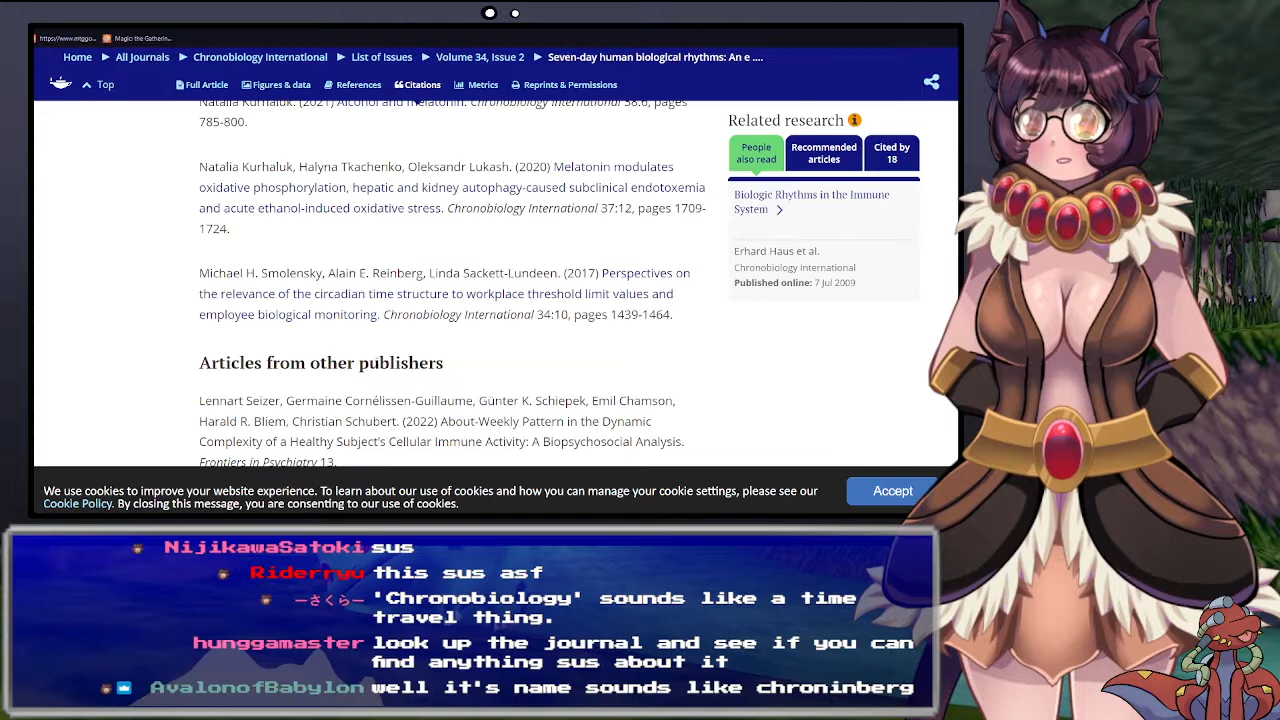 https://www.mtggo... Magic: the Gatherin...
Home ▶ All Journals ▶ Chronobiology International ▶ List of Issues ▶ Volume 34, Issue 2 ▶ Seven-day human biological rhythms: An e ....
Top Full Article Figures & data References Citations Metrics Reprints & Permissions
Natalia Kurhaluk. (2021) Alcohol and melatonin. Chronobiology International 38:6, pages
785-800.
Natalia Kurhaluk, Halyna Tkachenko, Oleksandr Lukash. (2020) Melatonin modulates
oxidative phosphorylation, hepatic and kidney autophagy-caused subclinical endotoxemia
and acute ethanol-induced oxidative stress. Chronobiology International 37:12, pages 1709-
1724.
Michael H. Smolensky, Alain E. Reinberg, Linda Sackett-Lundeen. (2017) Perspectives on
the relevance of the circadian time structure to workplace threshold limit values and
employee biological monitoring. Chronobiology International 34:10, pages 1439-1464.
Articles from other publishers
Lennart Seizer, Germaine Cornélissen-Guillaume, Günter K. Schiepek, Emil Chamson,
Harald R. Bliem, Christian Schubert. (2022) About-Weekly Pattern in the Dynamic
Complexity of a Healthy Subject's Cellular Immune Activity: A Biopsychosocial Analysis.
Frontiers in Psychiatry 13.
Related research
People also read
Recommended articles
Cited by 18
Biologic Rhythms in the Immune
System
Erhard Haus et al.
Chronobiology International
Published online: 7 Jul 2009
We use cookies to improve your website experience. To learn about our use of cookies and how you can manage your cookie settings, please see our
Cookie Policy. By closing this message, you are consenting to our use of cookies.
Accept
NijikawaSatoki sus
Riderryu this sus asf
ーさくらー 'Chronobiology' sounds like a time
travel thing.
hunggamaster look up the journal and see if you can
find anything sus about it
AvalonofBabylon well it's name sounds like chroninberg